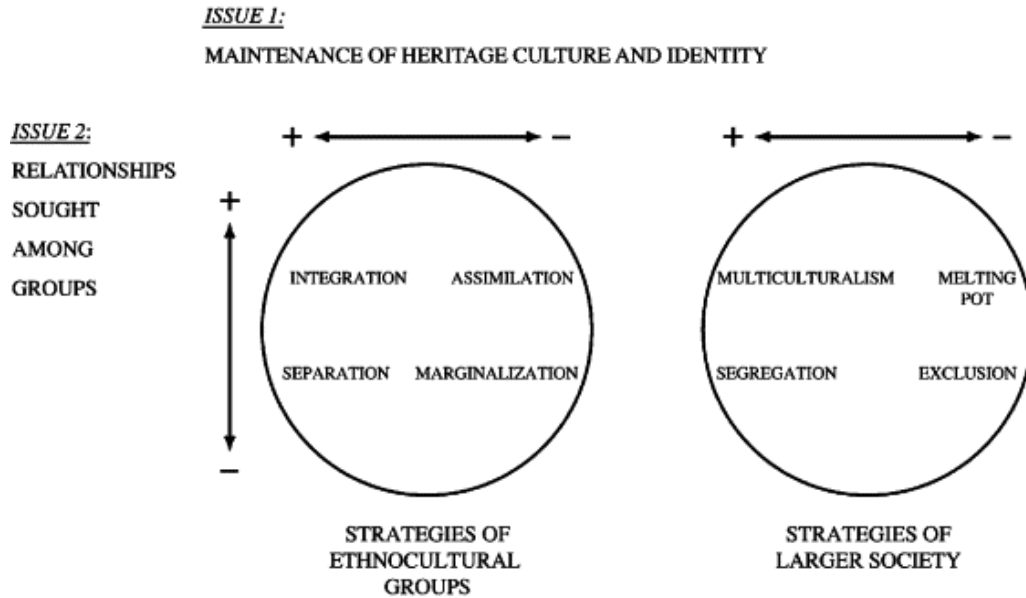 ISSUE 1:
MAINTENANCE OF HERITAGE CULTURE AND IDENTITY
ISSUE 2:
RELATIONSHIPS
SOUGHT
AMONG
GROUPS
+ −
+ −
+
−
INTEGRATION ASSIMILATION
SEPARATION MARGINALIZATION
STRATEGIES OF
ETHNOCULTURAL
GROUPS
MULTICULTURALISM MELTING
POT
SEGREGATION EXCLUSION
STRATEGIES OF
LARGER SOCIETY